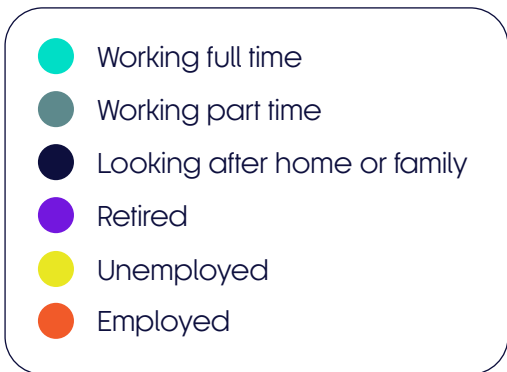 Working full time
Working part time
Looking after home or family
Retired
Unemployed
Employed